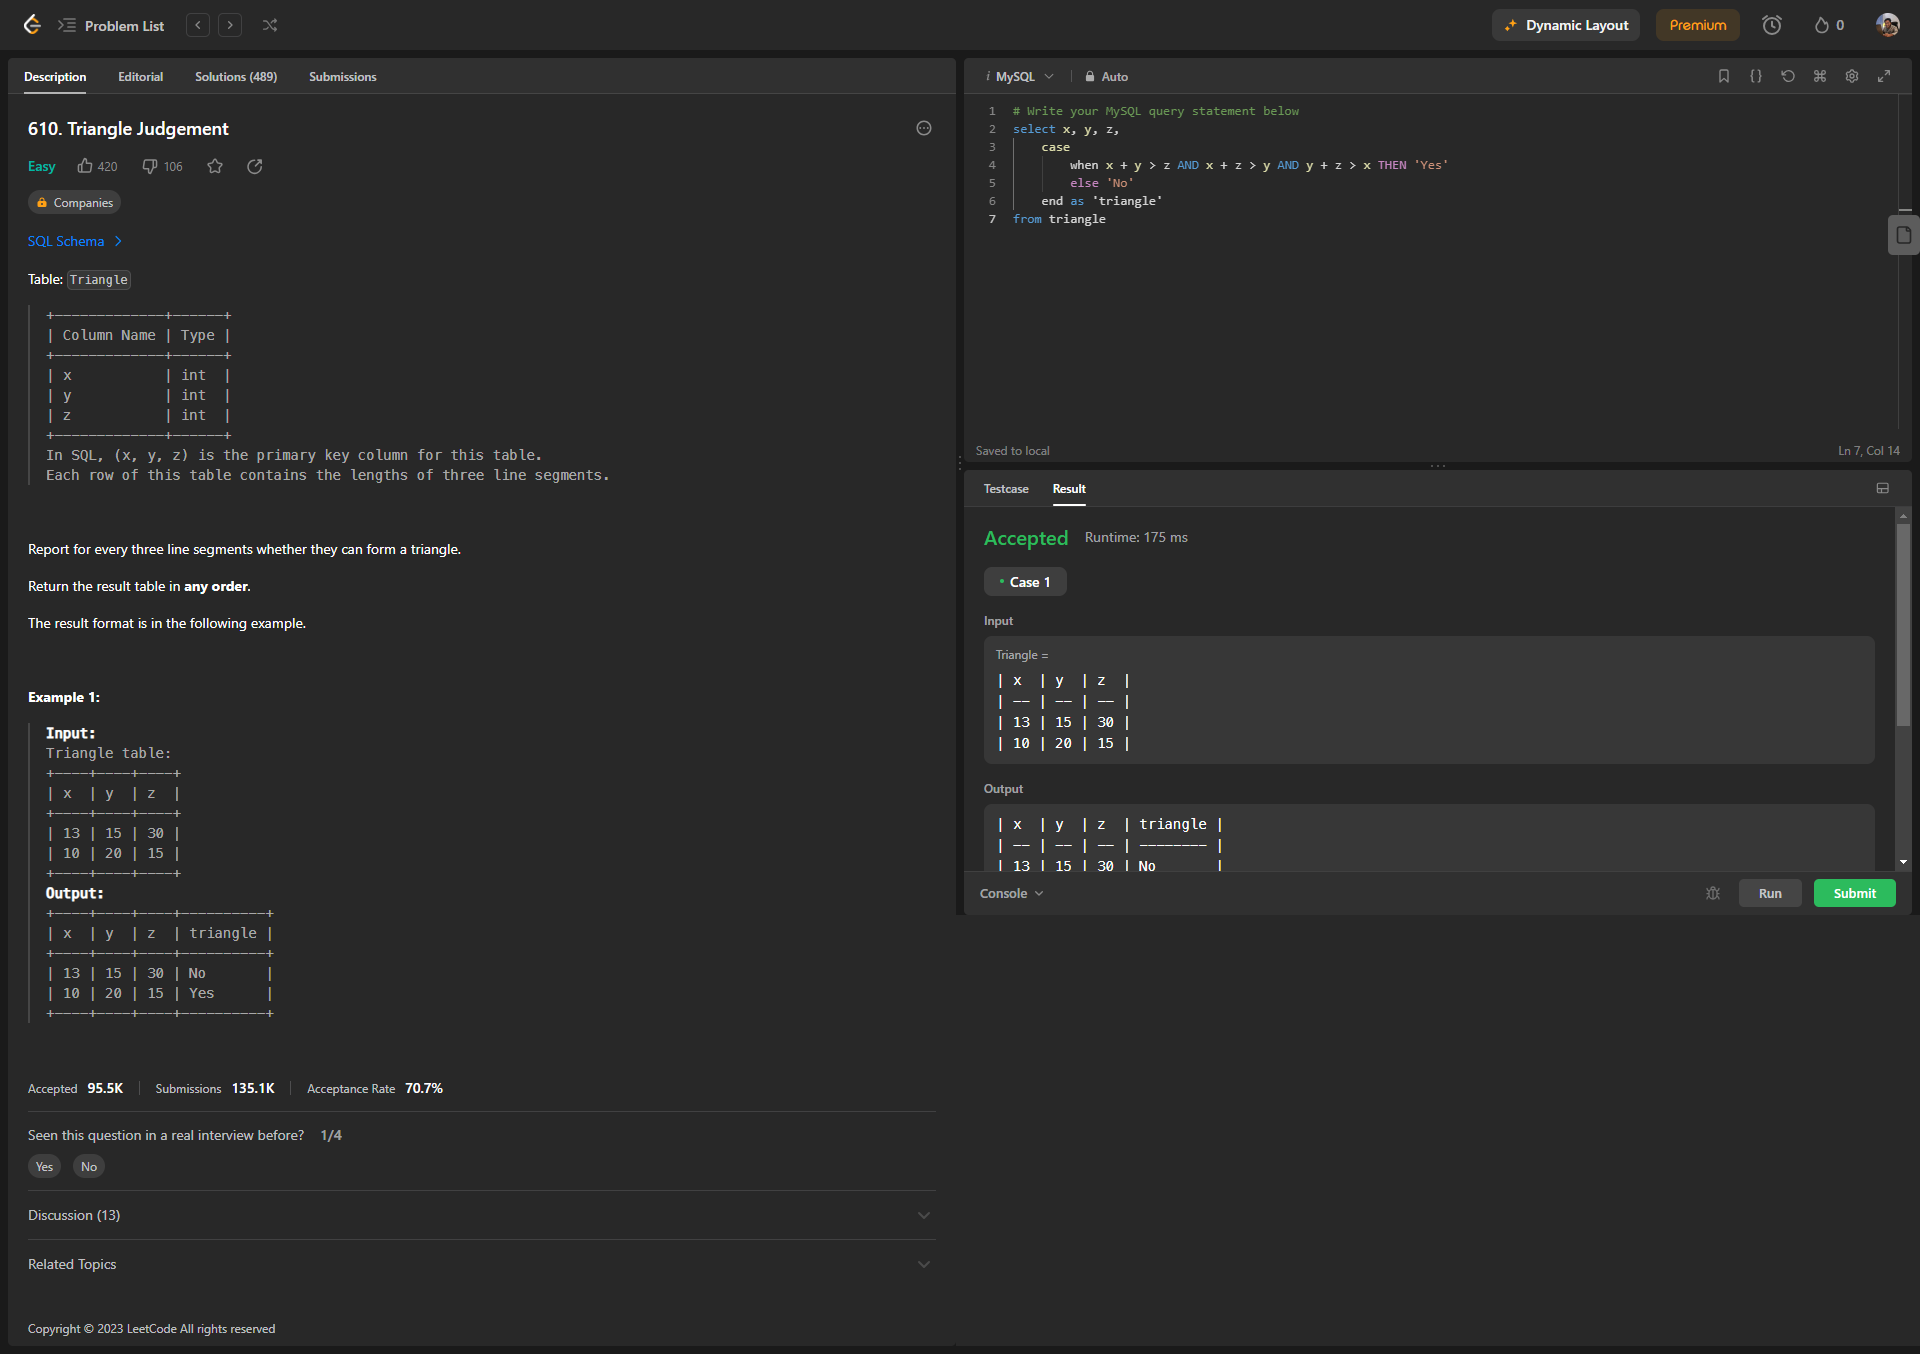 Problem List
Dynamic Layout
Premium
0
Description Editorial Solutions (489) Submissions
610. Triangle Judgement
Easy 420 106
Companies
SQL Schema
Table: Triangle
+-------------+------+
| Column Name | Type |
+-------------+------+
| x           | int  |
| y           | int  |
| z           | int  |
+-------------+------+
In SQL, (x, y, z) is the primary key column for this table.
Each row of this table contains the lengths of three line segments.
Report for every three line segments whether they can form a triangle.
Return the result table in any order.
The result format is in the following example.
Example 1:
Input:
Triangle table:
+----+----+----+
| x  | y  | z  |
+----+----+----+
| 13 | 15 | 30 |
| 10 | 20 | 15 |
+----+----+----+
Output:
+----+----+----+----------+
| x  | y  | z  | triangle |
+----+----+----+----------+
| 13 | 15 | 30 | No       |
| 10 | 20 | 15 | Yes      |
+----+----+----+----------+
Accepted 95.5K Submissions 135.1K Acceptance Rate 70.7%
Seen this question in a real interview before? 1/4
Yes No
Discussion (13)
Related Topics
Copyright © 2023 LeetCode All rights reserved
i MySQL Auto
1 # Write your MySQL query statement below
2 select x, y, z,
3     case
4         when x + y > z AND x + z > y AND y + z > x THEN 'Yes'
5         else 'No'
6     end as 'triangle'
7 from triangle
Saved to local Ln 7, Col 14
Testcase Result
Accepted Runtime: 175 ms
Case 1
Input
Triangle =
| x  | y  | z  |
| -- | -- | -- |
| 13 | 15 | 30 |
| 10 | 20 | 15 |
Output
| x  | y  | z  | triangle |
| -- | -- | -- | -------- |
| 13 | 15 | 30 | No       |
Console Run Submit